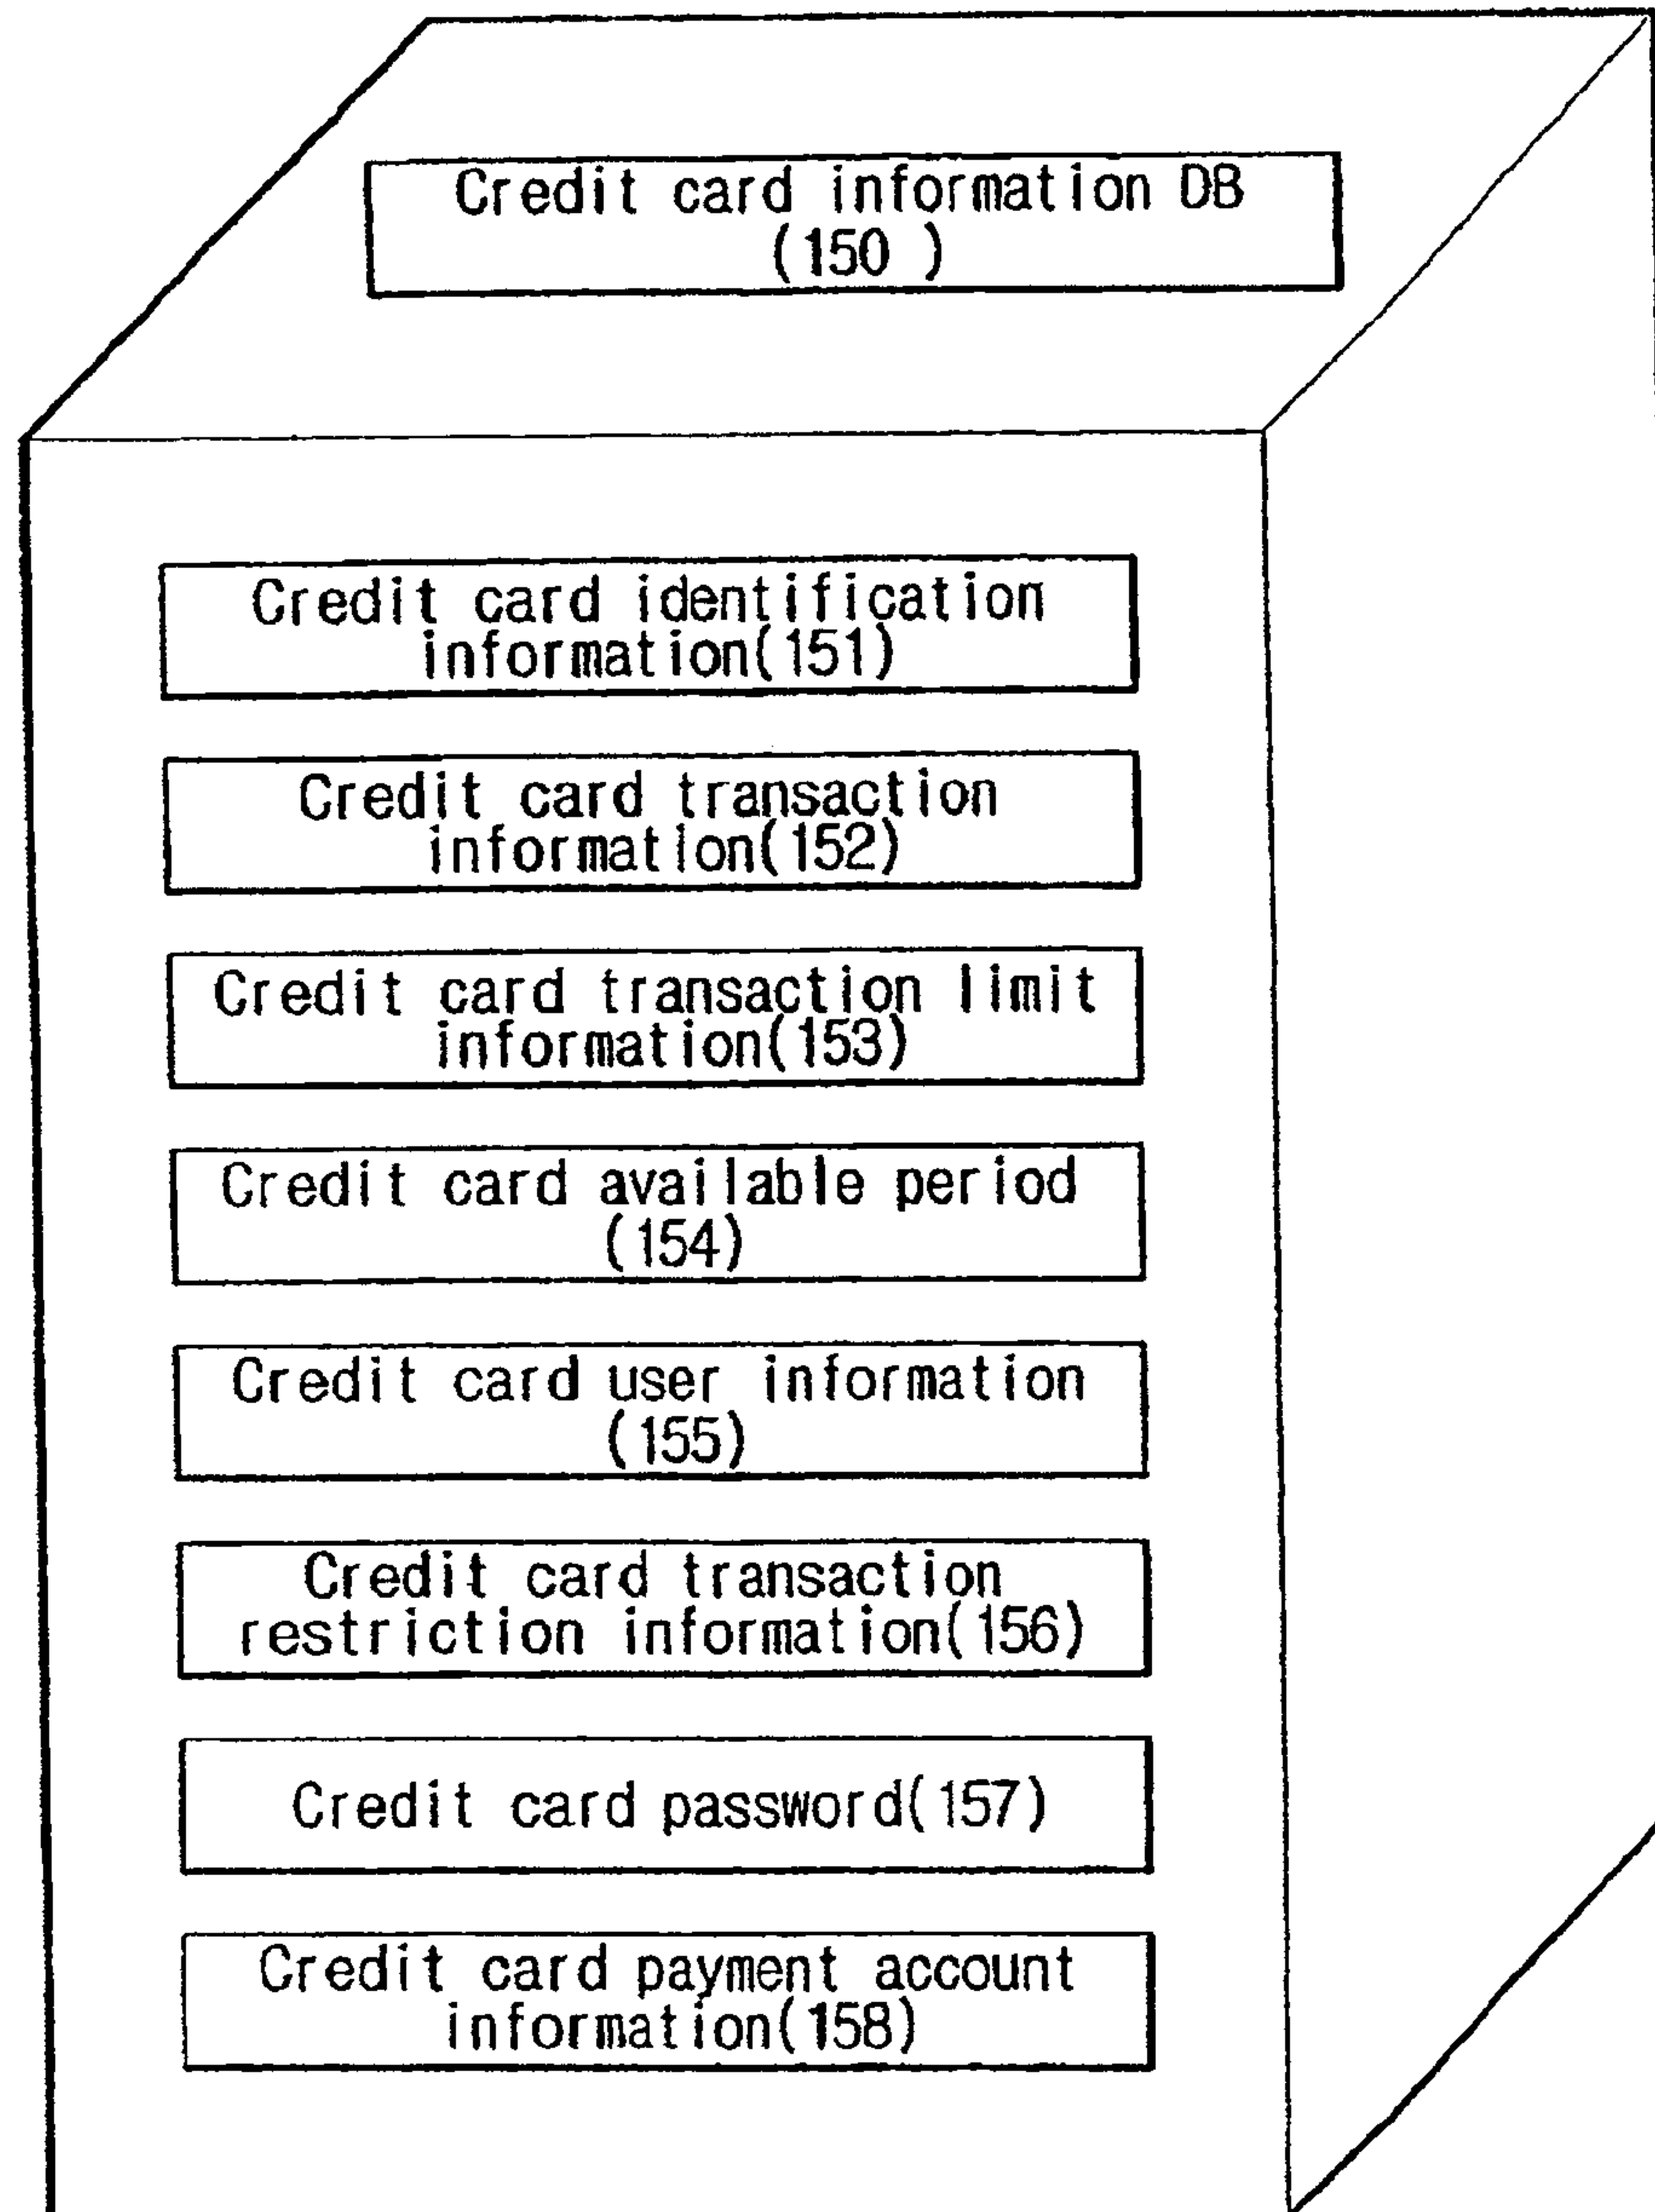 Credit card information DB
(150 )
Credit card identification
information(151)
Credit card transaction
information(152)
Credit card transaction limit
information(153)
Credit card available period
(154)
Credit card user information
(155)
Credit card transaction
restriction information(156)
Credit card password(157)
Credit card payment account
information(158)